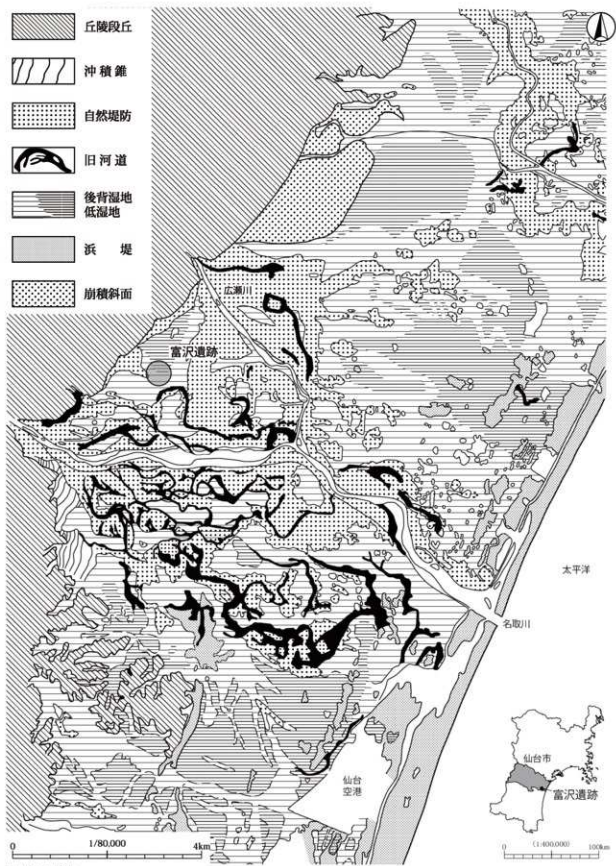 丘陵段丘
沖積錐
自然堤防
旧河道
後背湿地
低湿地
浜堤
崩積斜面
広瀬川
富沢遺跡
太平洋
名取川
仙台
空港
仙台市
富沢遺跡
0 1/80,000 4km
0 (1:400,000) 100km